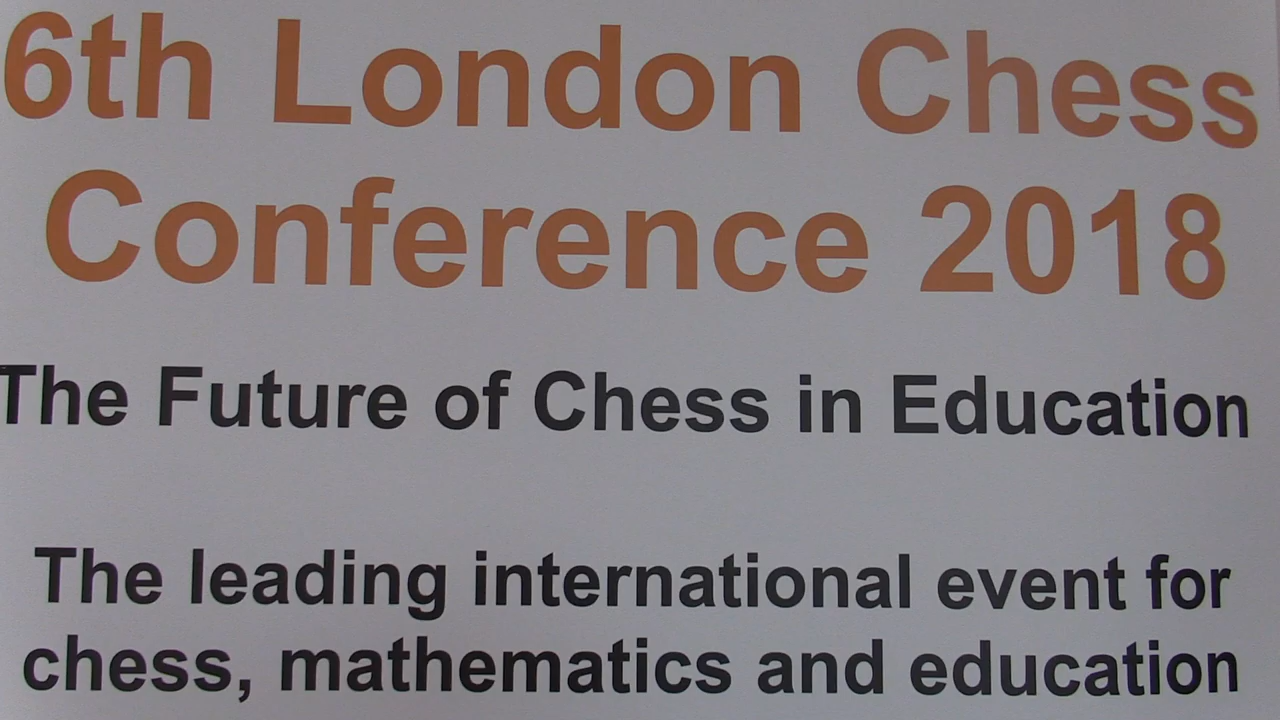 6th London Chess
Conference 2018
The Future of Chess in Education
The leading international event for
chess, mathematics and education